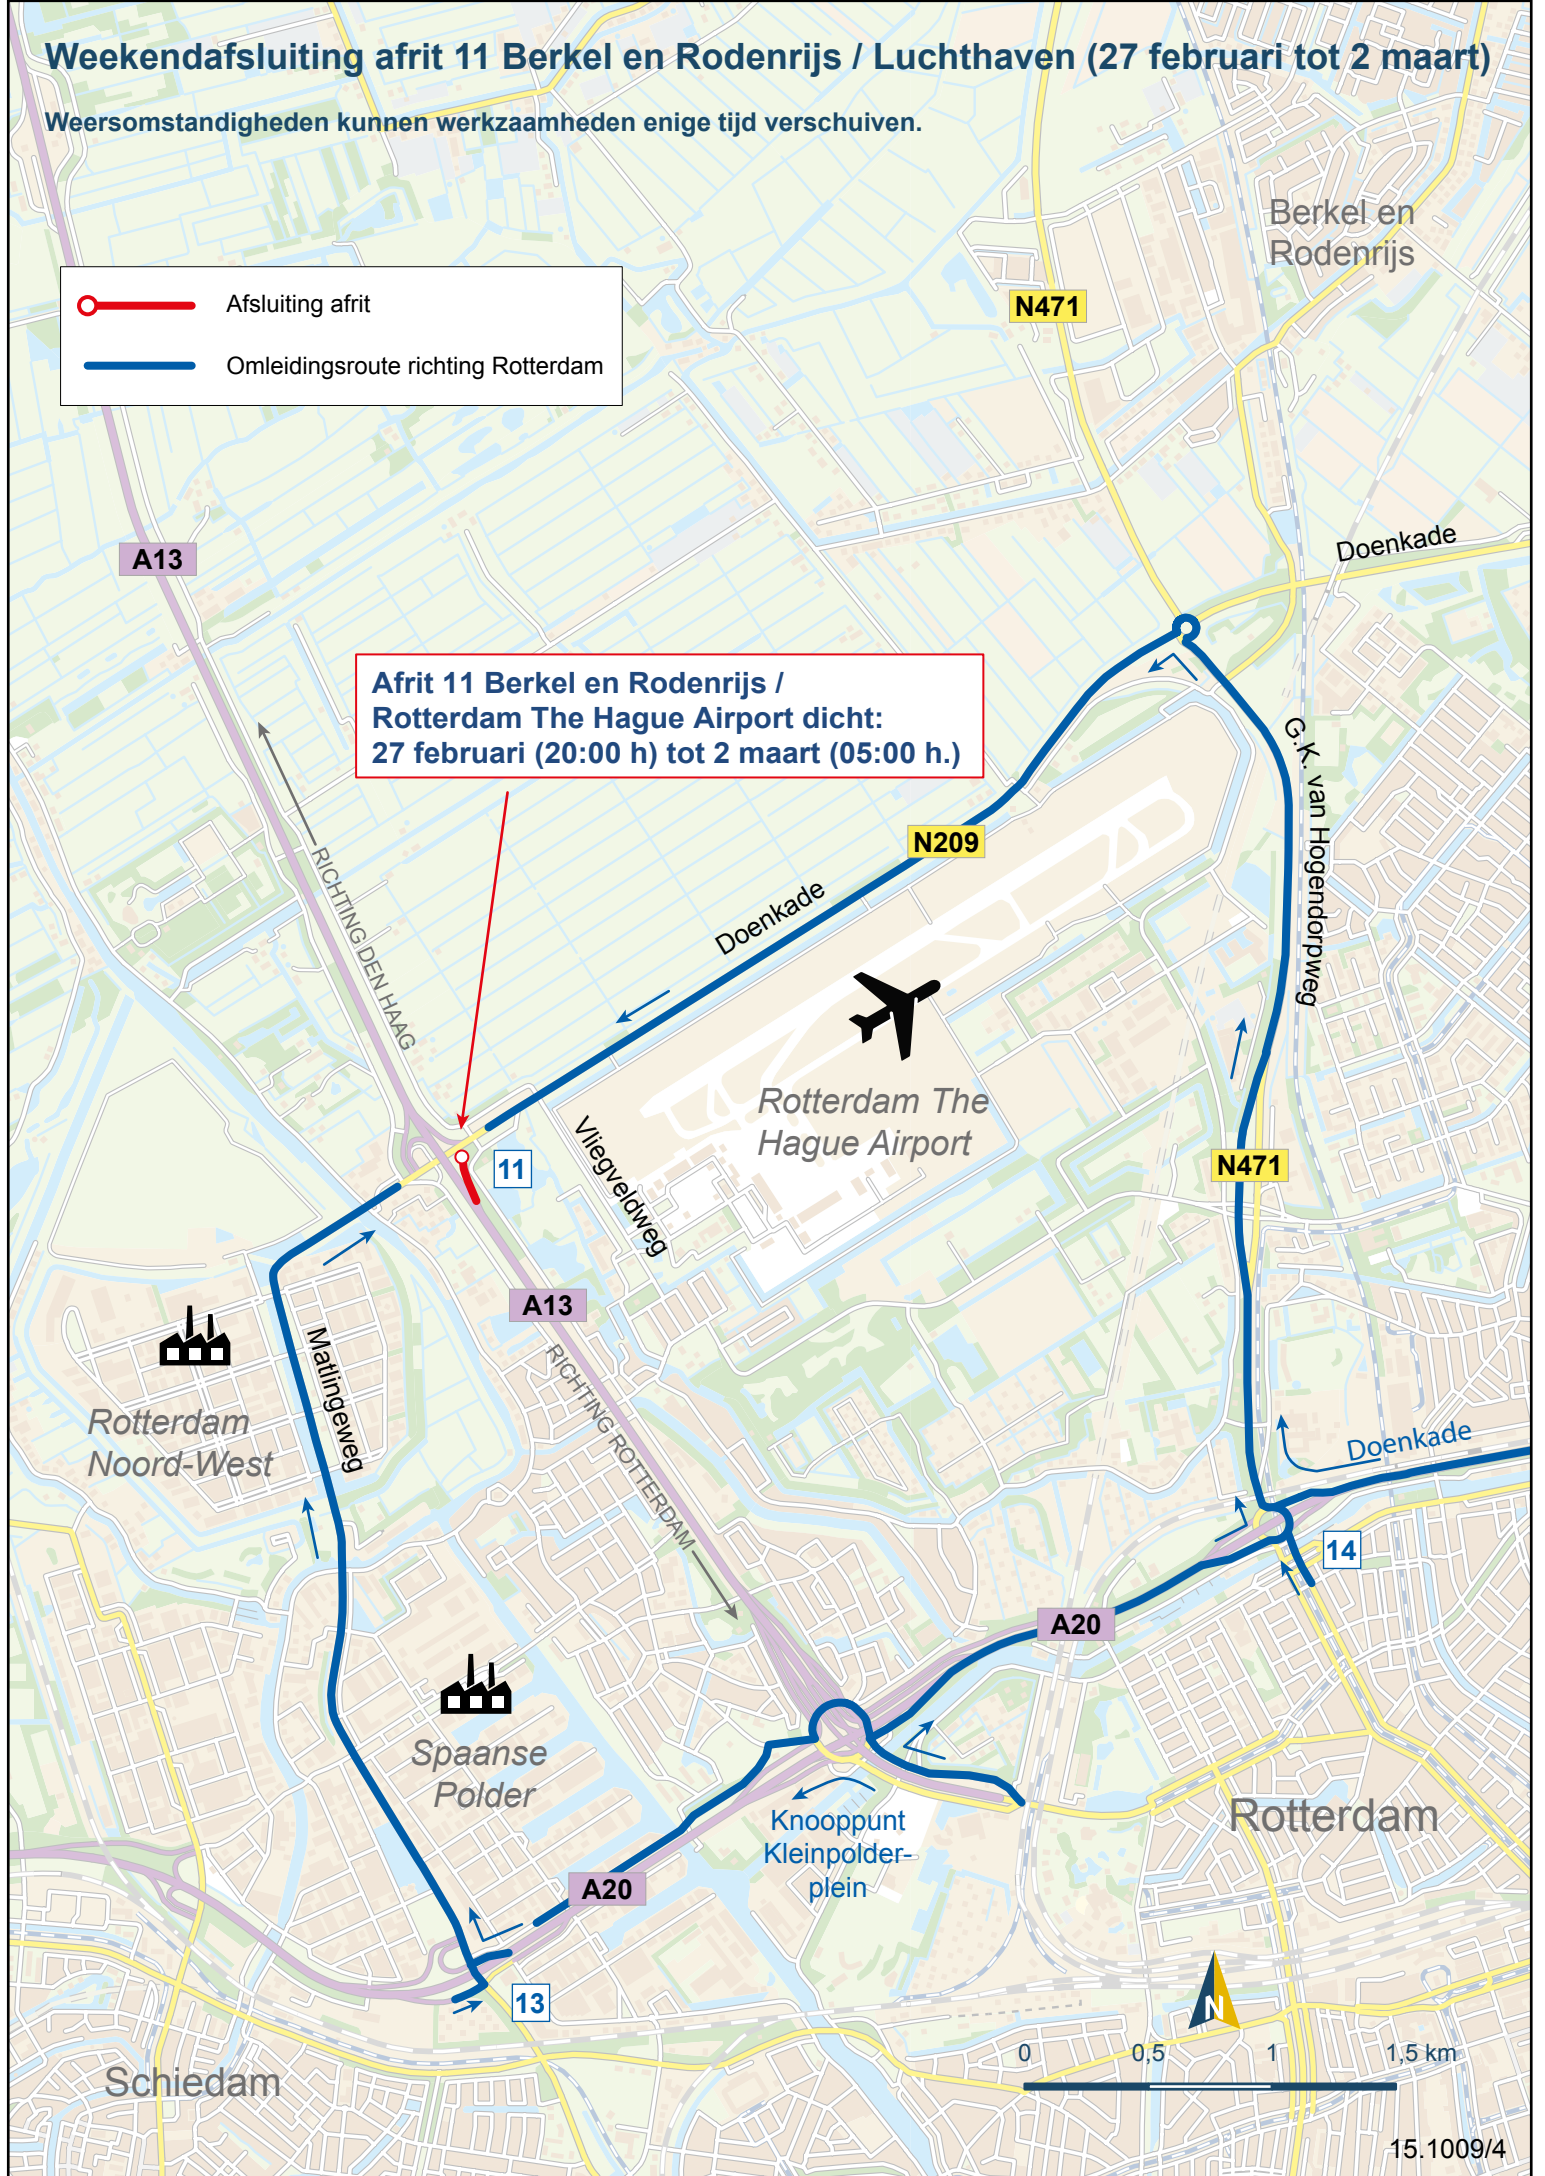 Weekendafsluiting afrit 11 Berkel en Rodenrijs / Luchthaven (27 februari tot 2 maart)
Weersomstandigheden kunnen werkzaamheden enige tijd verschuiven.
Berkel en
Rodenrijs
Afsluiting afrit
Omleidingsroute richting Rotterdam
N471
A13
Doenkade
Afrit 11 Berkel en Rodenrijs /
Rotterdam The Hague Airport dicht:
27 februari (20:00 h) tot 2 maart (05:00 h.)
G.K. van Hogendorpweg
N209
Doenkade
RICHTING DEN HAAG
Rotterdam The
Hague Airport
Vliegveldweg
11
N471
A13
Matlingeweg
RICHTING ROTTERDAM
Rotterdam
Noord-West
Doenkade
14
A20
Spaanse
Polder
Knooppunt
Kleinpolder-
plein
Rotterdam
A20
13
N
Schiedam
0 0,5 1 1,5 km
15.1009/4